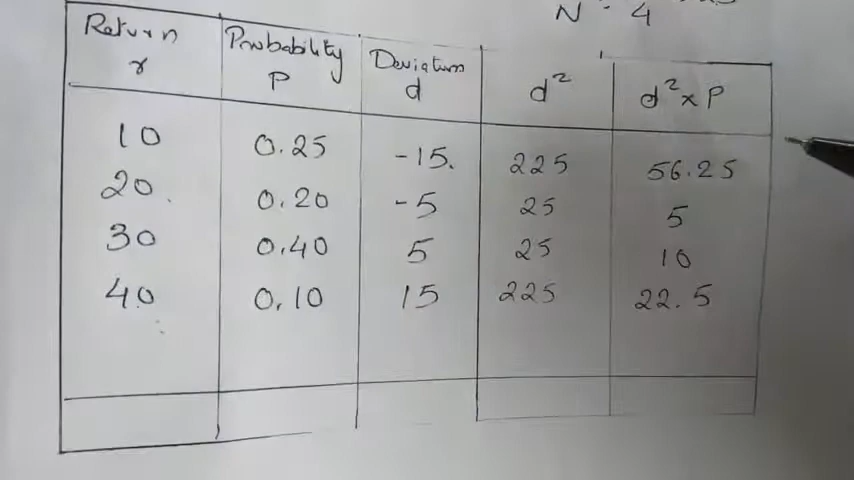 N = 4
Return r
Probability P
Deviation d
d²
d² x P
10 0.25 -15. 225 56.25
20 0.20 -5 25 5
30 0.40 5 25 10
40 0.10 15 225 22.5